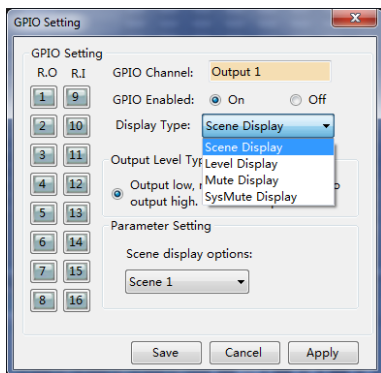 GPIO Setting
GPIO Setting
R.O R.I GPIO Channel: Output 1
1 9 GPIO Enabled: On Off
2 10 Display Type: Scene Display
Scene Display
3 11 Output Level Level Display
Mute Display
4 12 Output low,
SysMute Display
5 13 output high.
Parameter Setting
6 14 Scene display options:
7 15 Scene 1
8 16
Save Cancel Apply